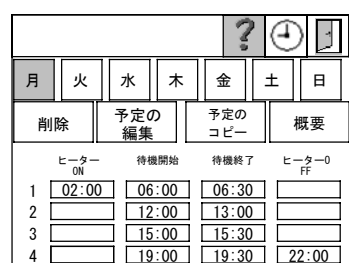 ?
月 火 水 木 金 土 日
削除 予定の 予定の 概要
編集 コピー
ヒーター 待機開始 待機終了 ヒーターO
ON FF
1 02:00 06:00 06:30
2 12:00 13:00
3 15:00 15:30
4 19:00 19:30 22:00